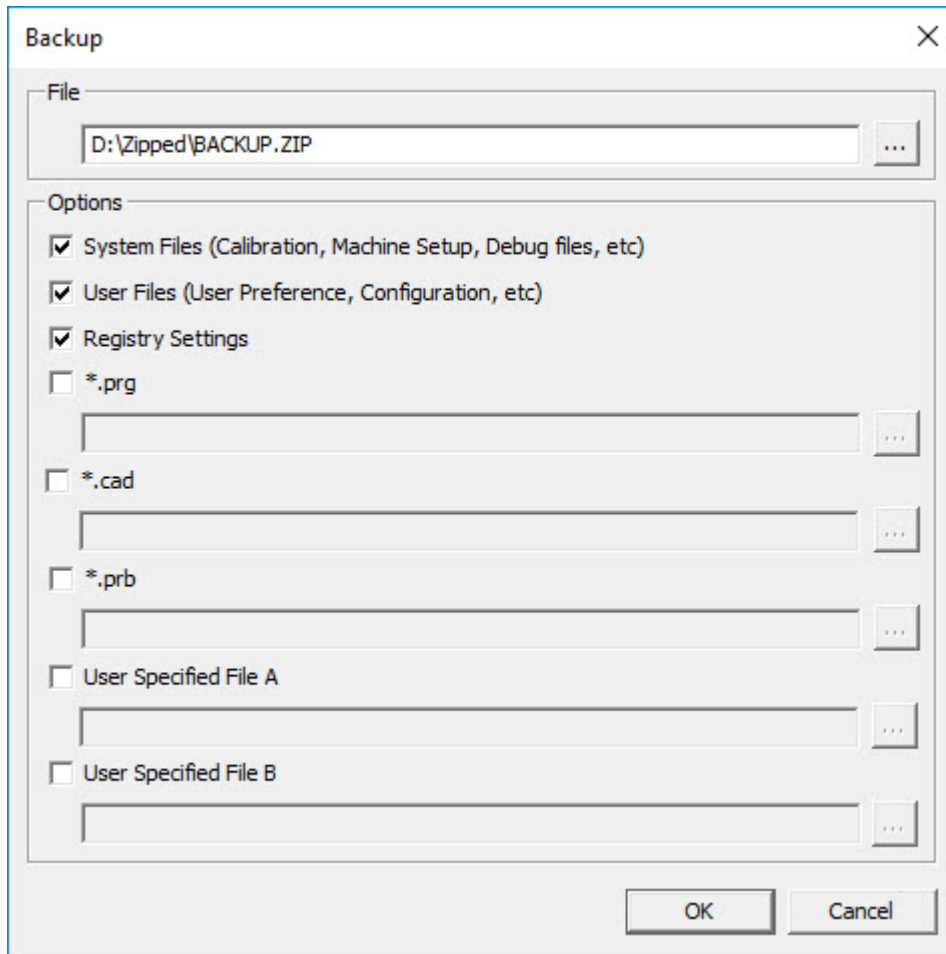 Backup
File
D:\Zipped\BACKUP.ZIP
...
Options
System Files (Calibration, Machine Setup, Debug files, etc)
User Files (User Preference, Configuration, etc)
Registry Settings
*.prg
...
*.cad
...
*.prb
...
User Specified File A
...
User Specified File B
...
OK
Cancel